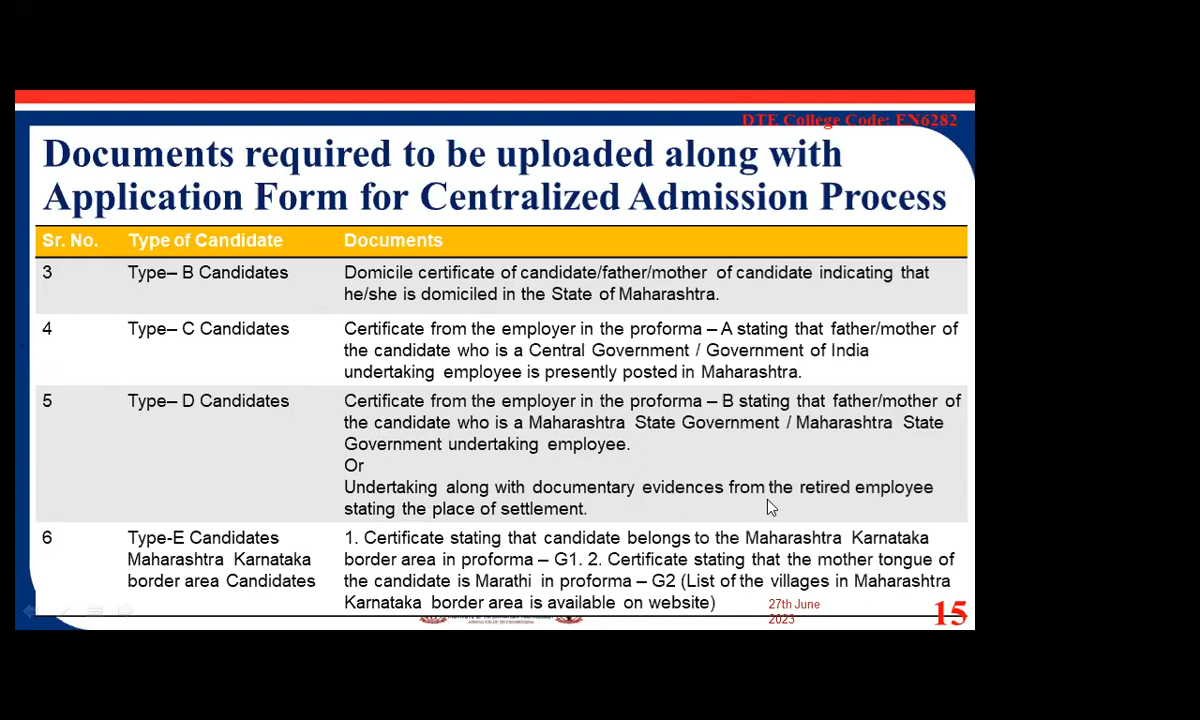 DTE College Code: EN6282
Documents required to be uploaded along with
Application Form for Centralized Admission Process
Sr. No. Type of Candidate Documents
3 Type– B Candidates Domicile certificate of candidate/father/mother of candidate indicating that
he/she is domiciled in the State of Maharashtra.
4 Type– C Candidates Certificate from the employer in the proforma – A stating that father/mother of
the candidate who is a Central Government / Government of India
undertaking employee is presently posted in Maharashtra.
5 Type– D Candidates Certificate from the employer in the proforma – B stating that father/mother of
the candidate who is a Maharashtra State Government / Maharashtra State
Government undertaking employee.
Or
Undertaking along with documentary evidences from the retired employee
stating the place of settlement.
6 Type-E Candidates 1. Certificate stating that candidate belongs to the Maharashtra Karnataka
Maharashtra Karnataka border area in proforma – G1. 2. Certificate stating that the mother tongue of
border area Candidates the candidate is Marathi in proforma – G2 (List of the villages in Maharashtra
Karnataka border area is available on website)
27th June
2023
15